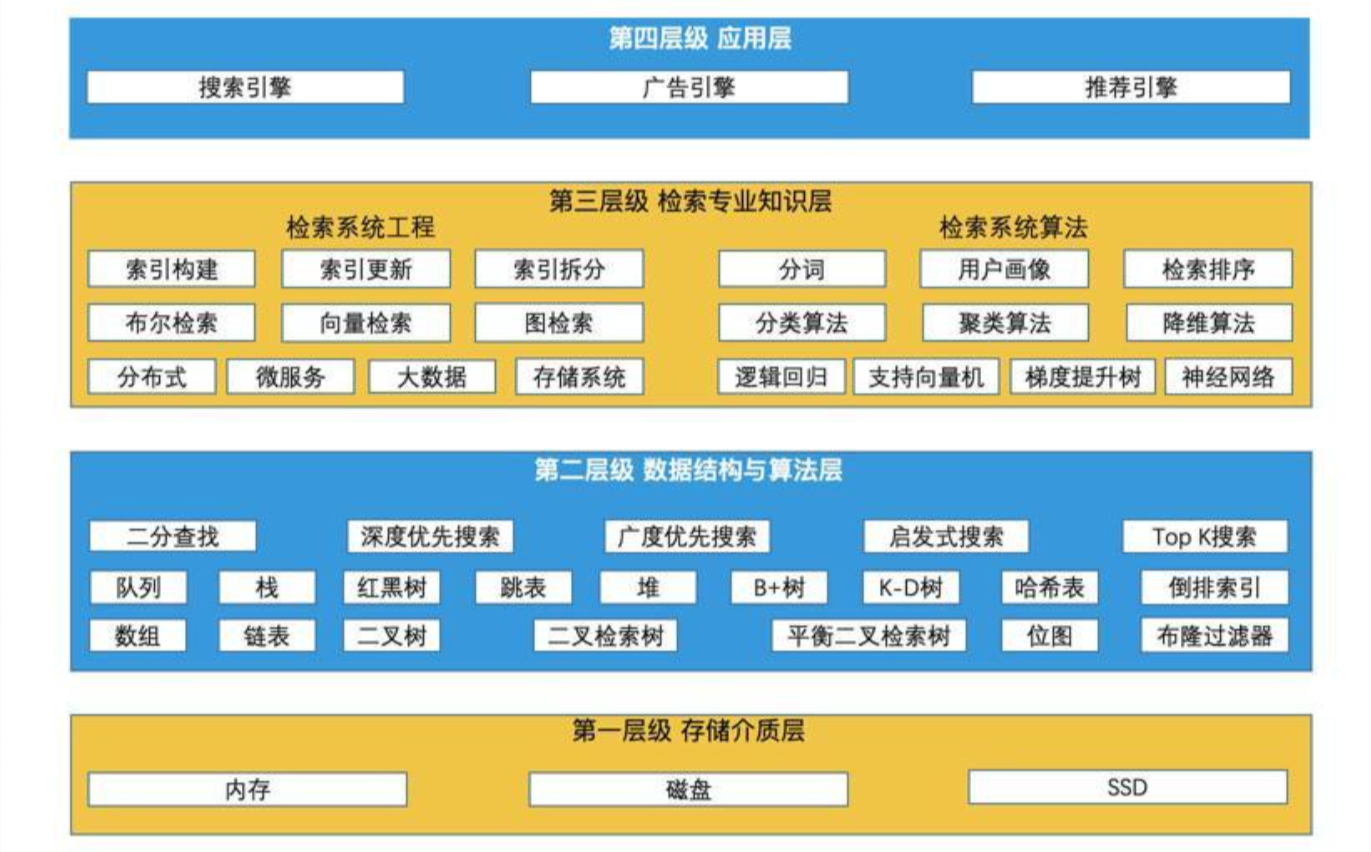 第四层级 应用层
搜索引擎 广告引擎 推荐引擎
第三层级 检索专业知识层
检索系统工程 检索系统算法
索引构建 索引更新 索引拆分 分词 用户画像 检索排序
布尔检索 向量检索 图检索 分类算法 聚类算法 降维算法
分布式 微服务 大数据 存储系统 逻辑回归 支持向量机 梯度提升树 神经网络
第二层级 数据结构与算法层
二分查找 深度优先搜索 广度优先搜索 启发式搜索 Top K搜索
队列 栈 红黑树 跳表 堆 B+树 K-D树 哈希表 倒排索引
数组 链表 二叉树 二叉检索树 平衡二叉检索树 位图 布隆过滤器
第一层级 存储介质层
内存 磁盘 SSD